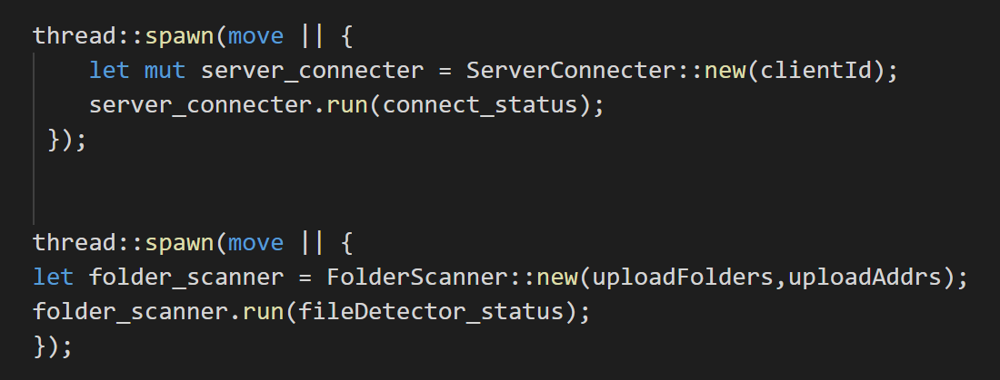 thread::spawn(move || {
let mut server_connecter = ServerConnecter::new(clientId);
server_connecter.run(connect_status);
});
thread::spawn(move || {
let folder_scanner = FolderScanner::new(uploadFolders,uploadAddrs);
folder_scanner.run(fileDetector_status);
});